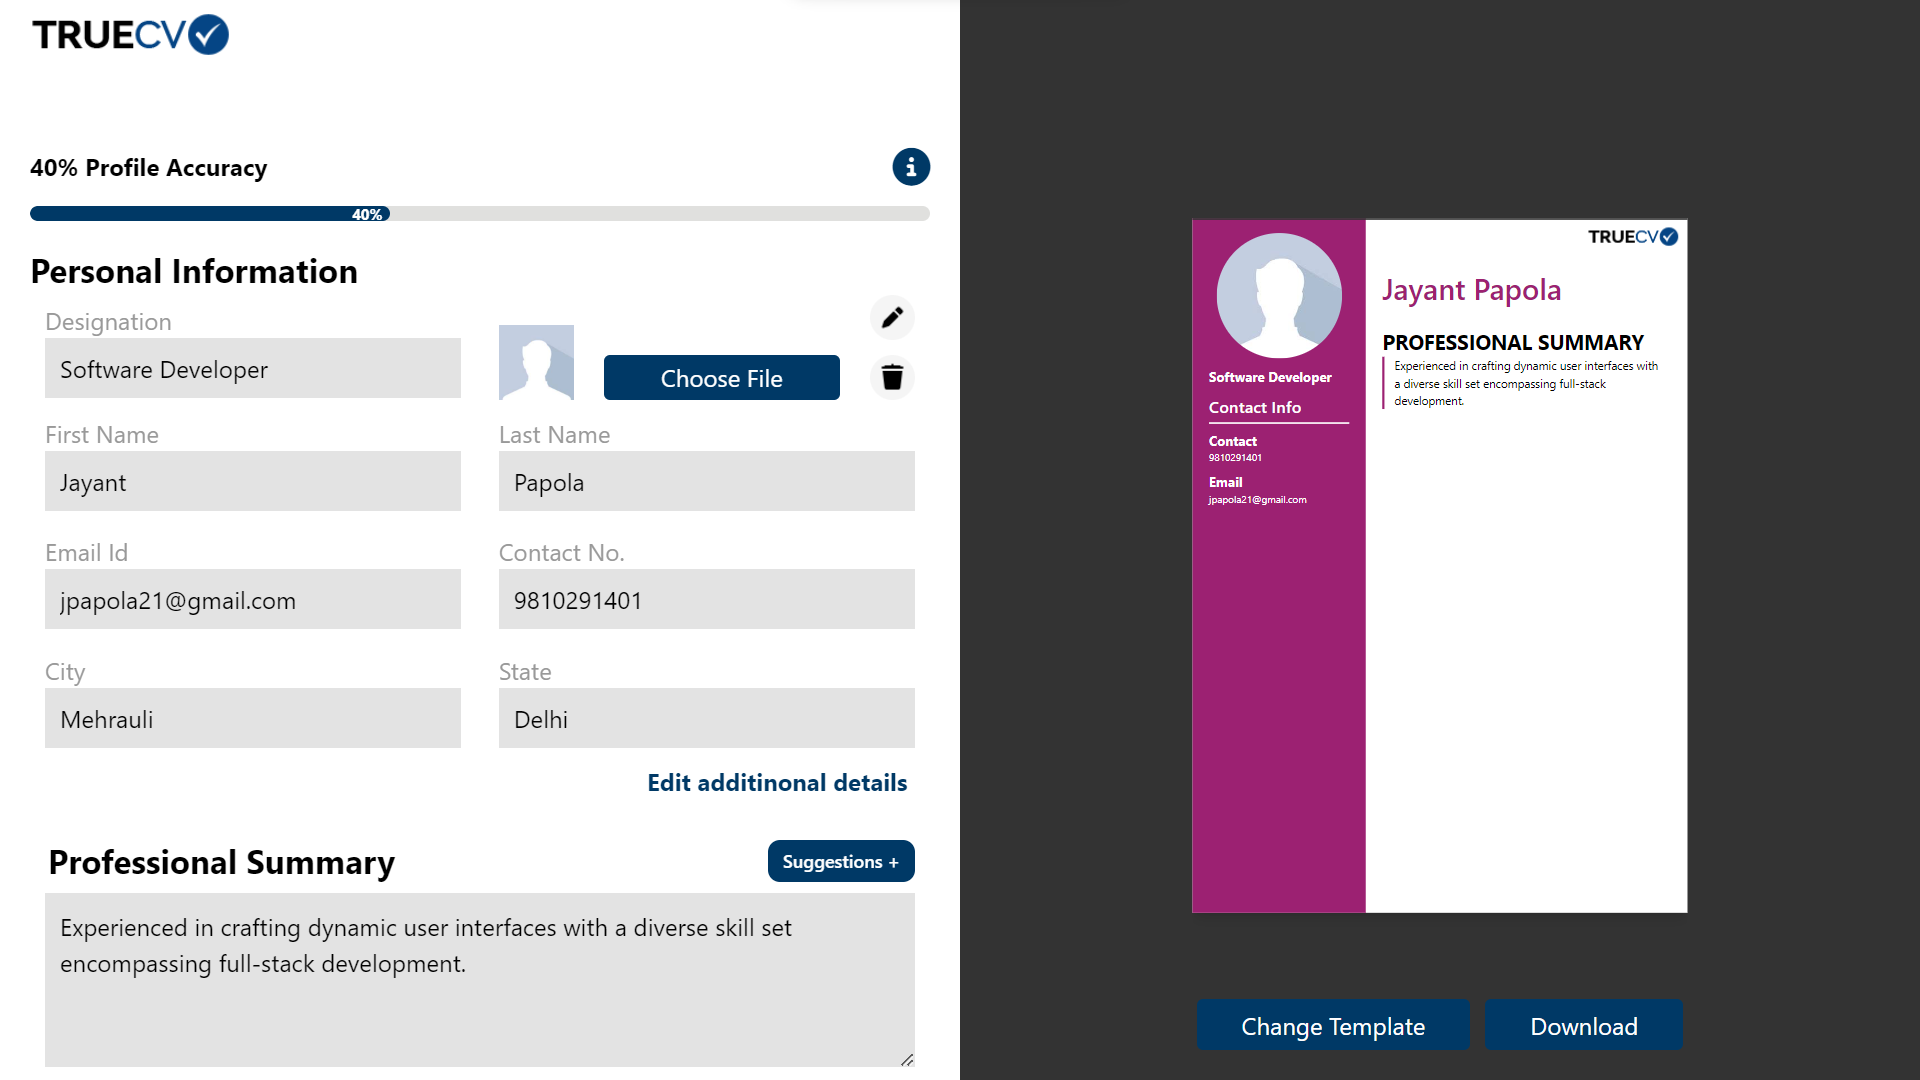 TRUECV
40% Profile Accuracy
40%
Personal Information
Designation
Software Developer
Choose File
First Name
Last Name
Jayant
Papola
Email Id
Contact No.
jpapola21@gmail.com
9810291401
City
State
Mehrauli
Delhi
Edit additinonal details
Professional Summary
Suggestions +
Experienced in crafting dynamic user interfaces with a diverse skill set
encompassing full-stack development.
TRUECV
Jayant Papola
PROFESSIONAL SUMMARY
Experienced in crafting dynamic user interfaces with
a diverse skill set encompassing full-stack
development.
Software Developer
Contact Info
Contact
9810291401
Email
jpapola21@gmail.com
Change Template
Download